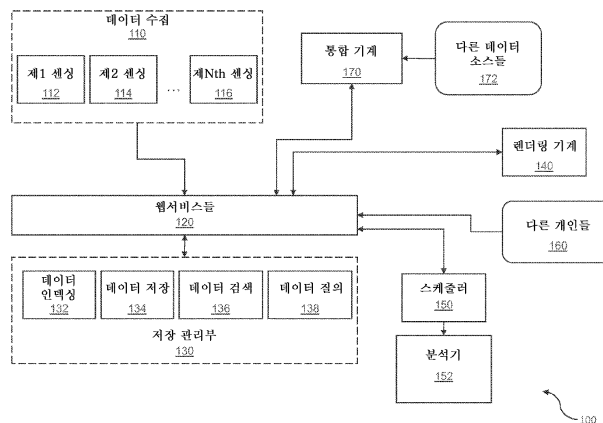 데이터 수집
110
제1 센싱
112
제2 센싱
114
...
제Nth 센싱
116
통합 기계
170
다른 데이터
소스들
172
렌더링 기계
140
웹서비스들
120
다른 개인들
160
데이터
인덱싱
132
데이터 저장
134
데이터 검색
136
데이터 질의
138
저장 관리부
130
스케줄러
150
분석기
152
100